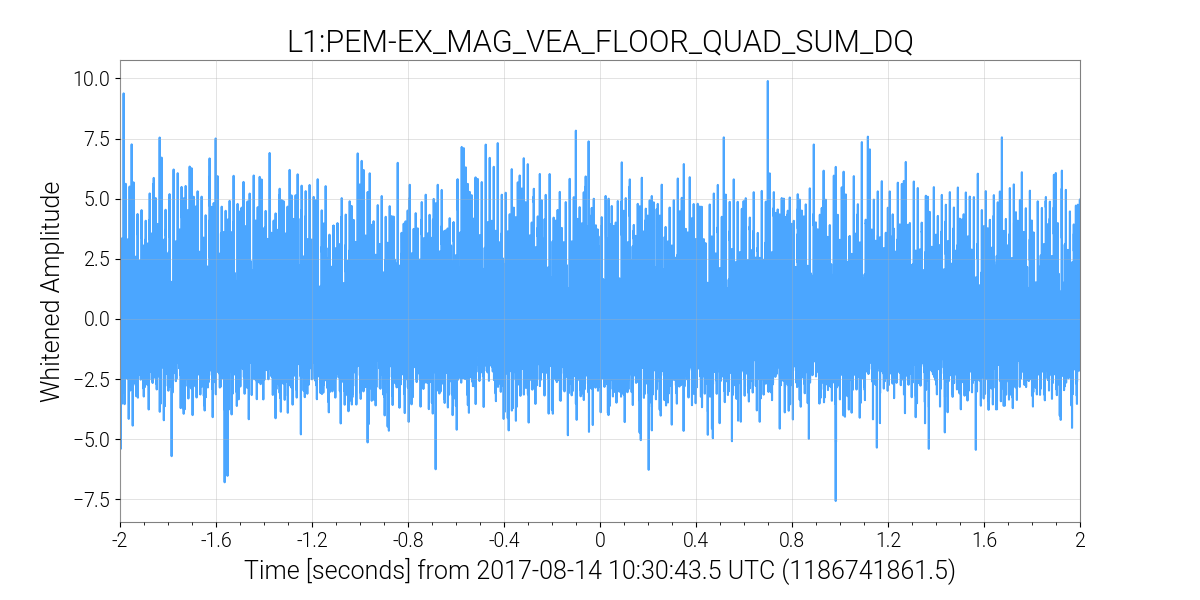 L1:PEM-EX_MAG_VEA_FLOOR_QUAD_SUM_DQ
Whitened Amplitude
10.0
7.5
5.0
2.5
0.0
−2.5
−5.0
−7.5
-2 -1.6 -1.2 -0.8 -0.4 0 0.4 0.8 1.2 1.6 2
Time [seconds] from 2017-08-14 10:30:43.5 UTC (1186741861.5)